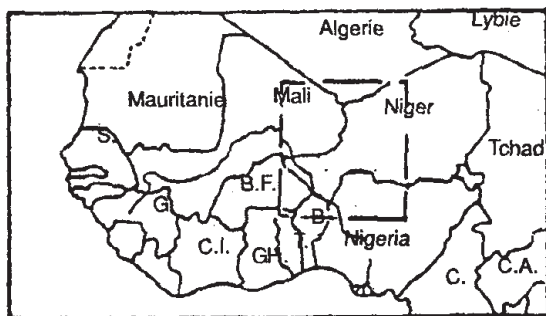 Algerie
Lybie
Mauritanie
Mali
Niger
Tchad
S.
B.F.
B.
G.
C.I.
GH.
T.
Nigeria
C.
C.A.